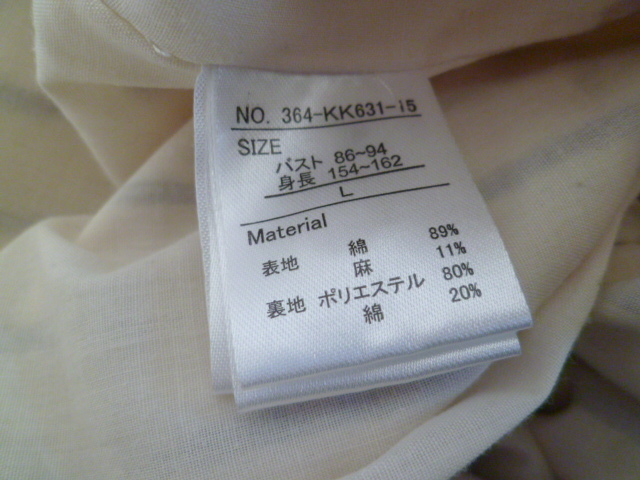 NO. 364-KK631-15
SIZE
バスト 86~94
身長 154~162
L
Material
表地 綿 89%
麻 11%
裏地 ポリエステル 80%
綿 20%